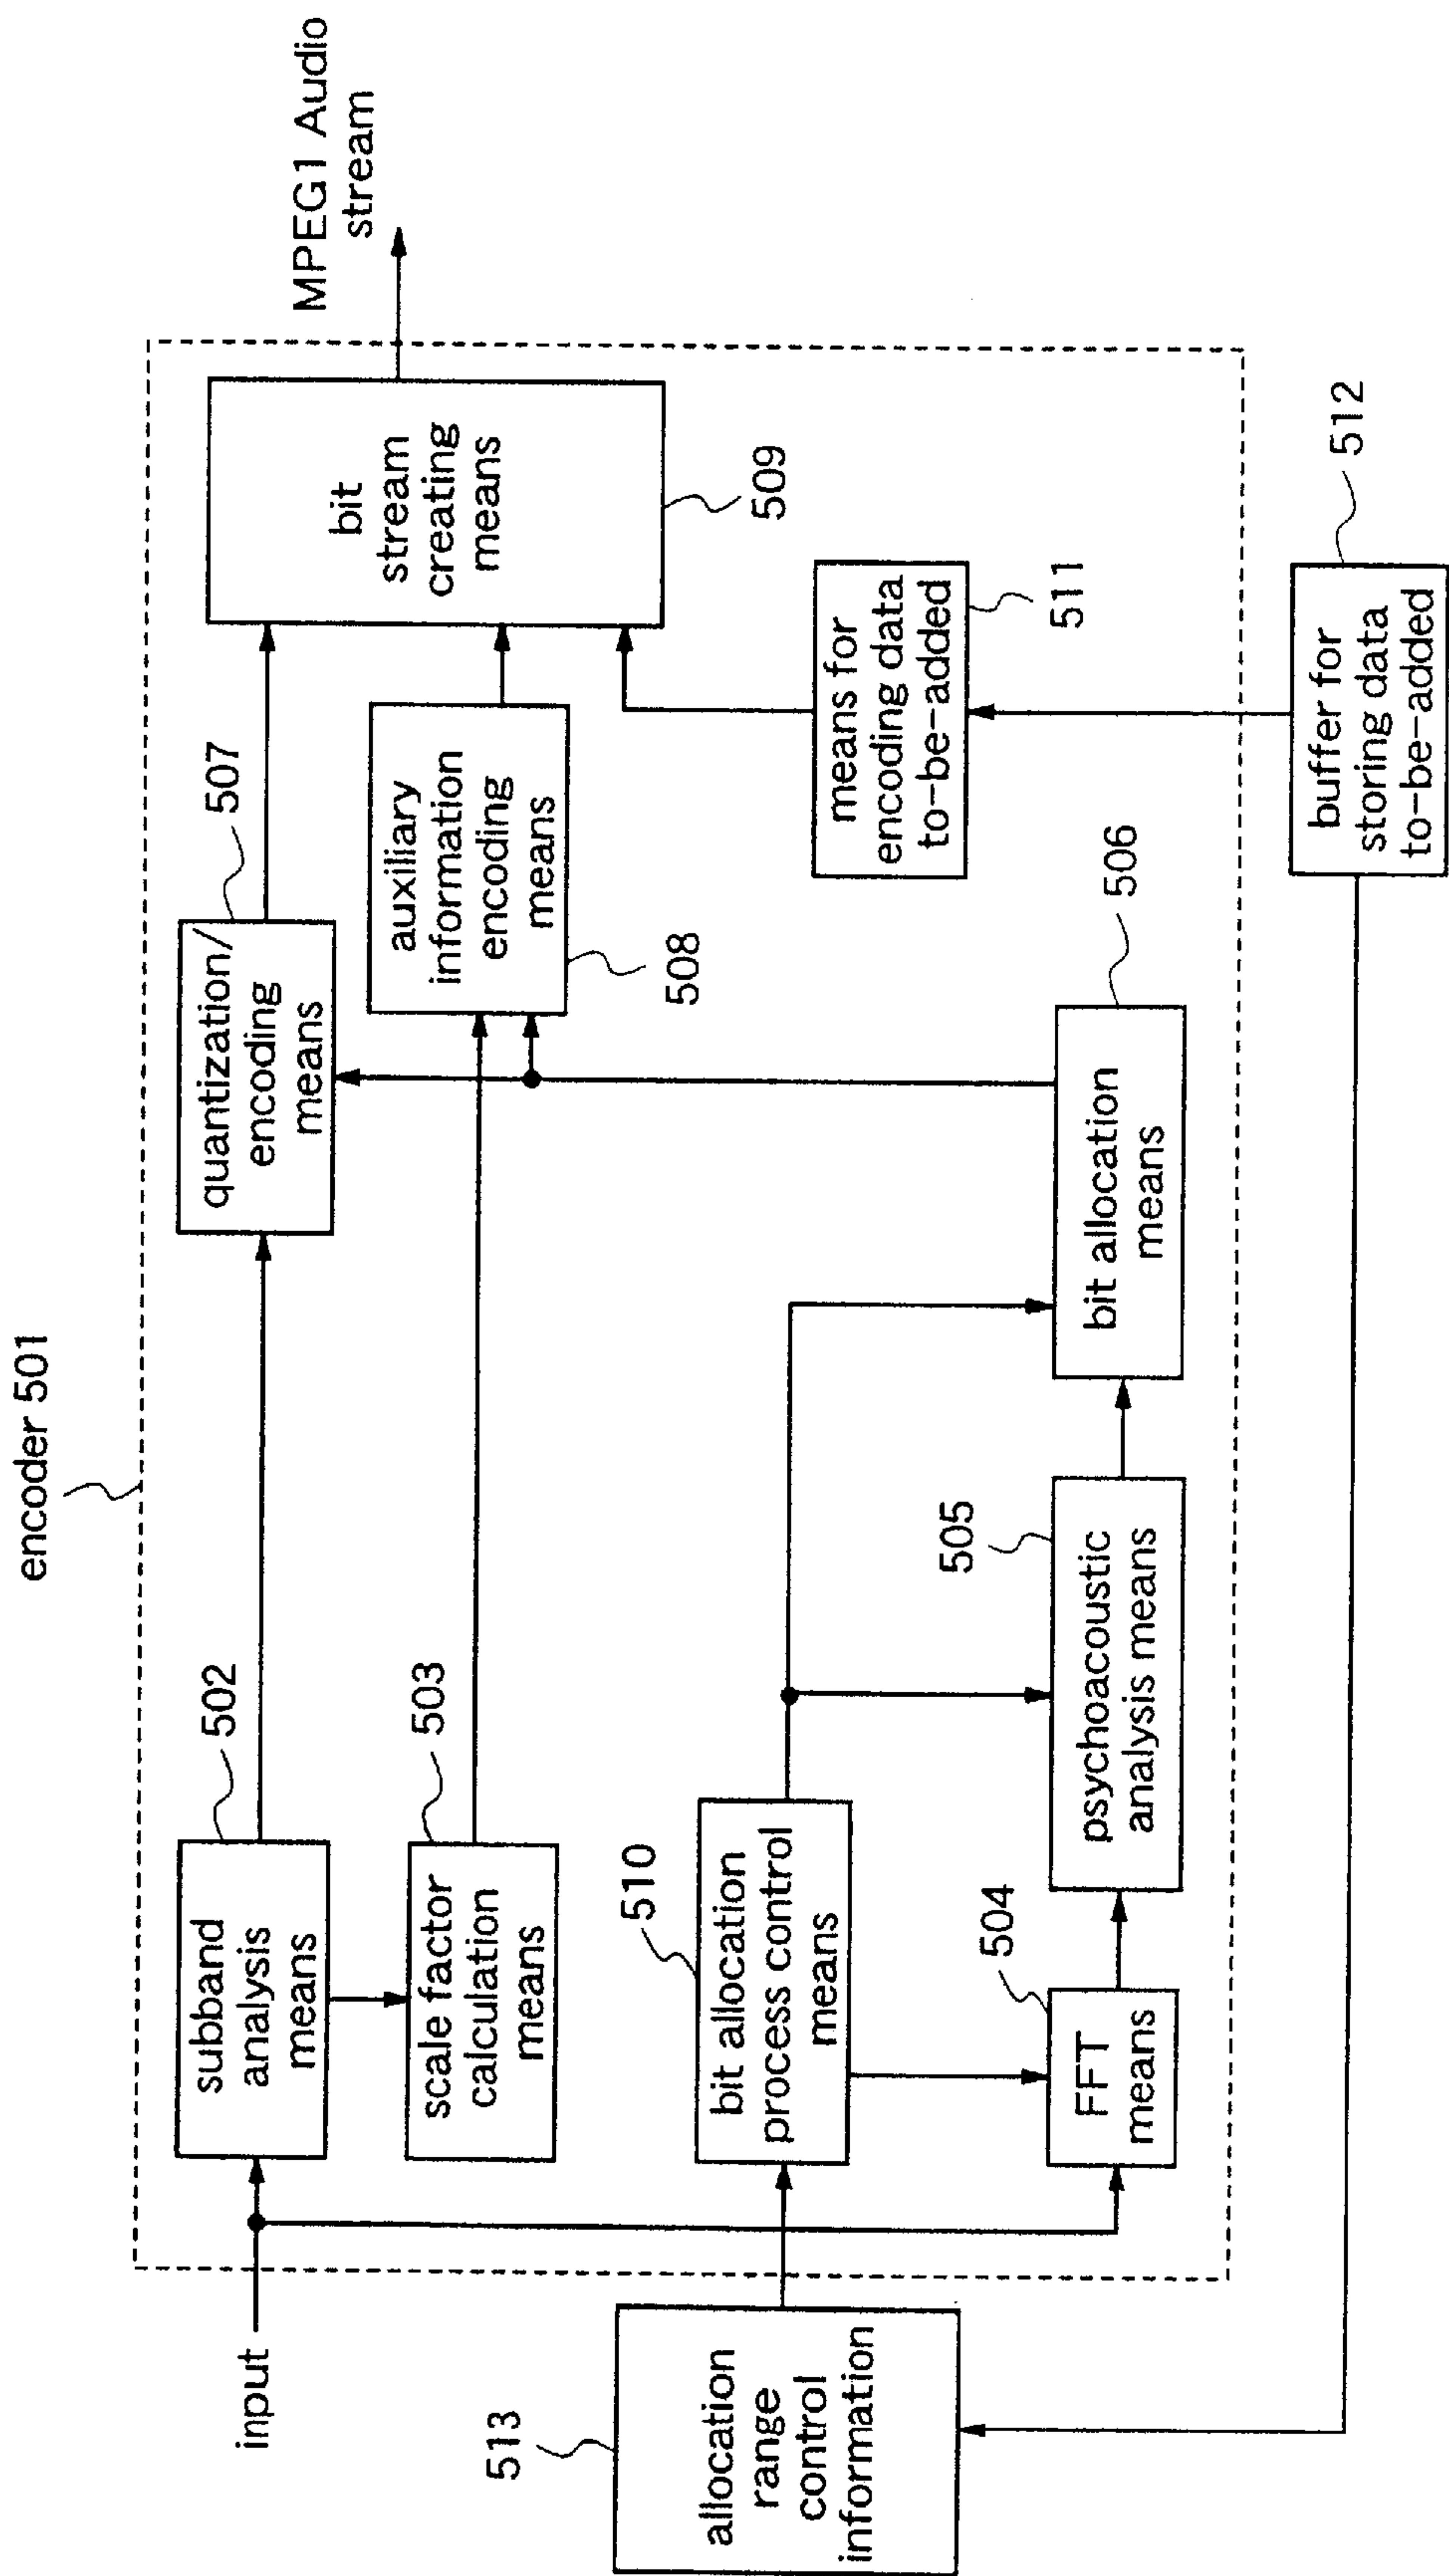 encoder 501
input
502
subband
analysis
means
503
scale factor
calculation
means
507
quantization/
encoding
means
auxiliary
information
encoding
means
508
bit
stream
creating
means
509
MPEG1 Audio
stream
513
allocation
range
control
information
510
bit allocation
process control
means
504
FFT
means
505
psychoacoustic
analysis means
bit allocation
means
506
means for
encoding data
to-be-added
511
buffer for
storing data
to-be-added
512